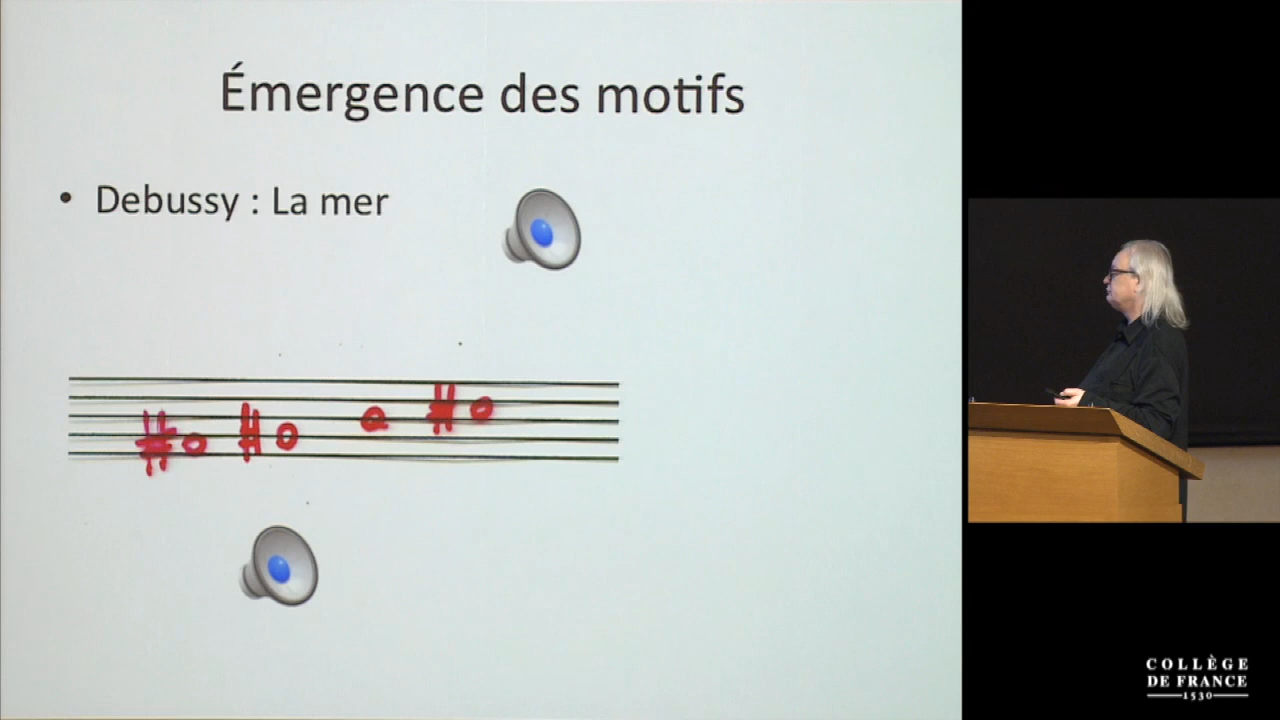 Émergence des motifs
• Debussy : La mer
COLLÈGE
DE FRANCE
1530